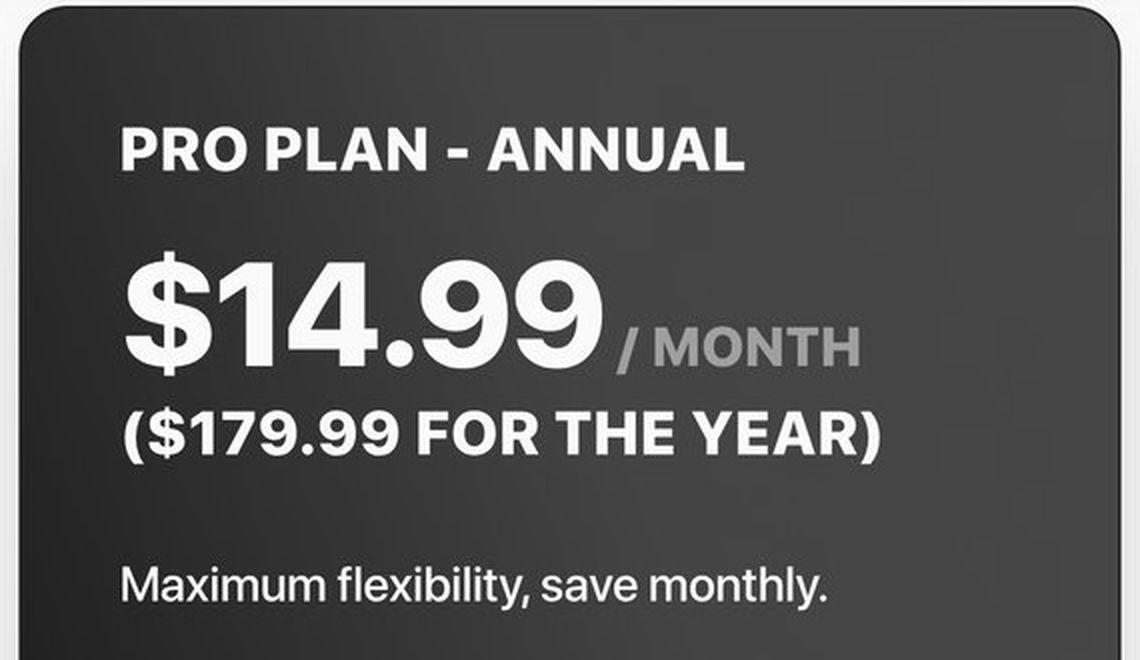 PRO PLAN - ANNUAL
$14.99 / MONTH
($179.99 FOR THE YEAR)
Maximum flexibility, save monthly.